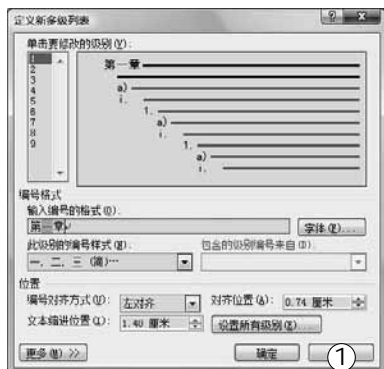 定义新多级列表
单击要修改的级别(Y):
1
2
3
4
5
6
7
8
9
第一章
a)
i.
1.
a)
i.
1.
a)
i.
编号格式
输入编号的格式(O):
第一章
字体(F)...
此级别的编号样式(N):
包含的级别编号来自(D):
一, 二, 三 (简)...
位置
编号对齐方式(U):
左对齐
对齐位置(A):
0.74 厘米
文本缩进位置(I):
1.40 厘米
设置所有级别(E)...
更多(M) >>
确定
1